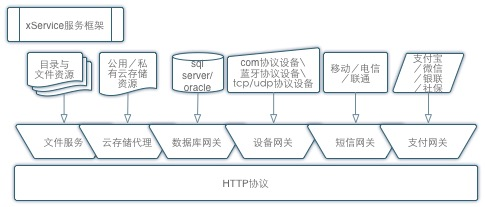 xService服务框架
目录与
文件资源
公用／私
有云存储
资源
sql
server/
oracle
com协议设备\
蓝牙协议设备\
tcp/udp协议设备
移动／电信
／联通
支付宝
／微信
／银联
／社保
文件服务
云存储代理
数据库网关
设备网关
短信网关
支付网关
HTTP协议